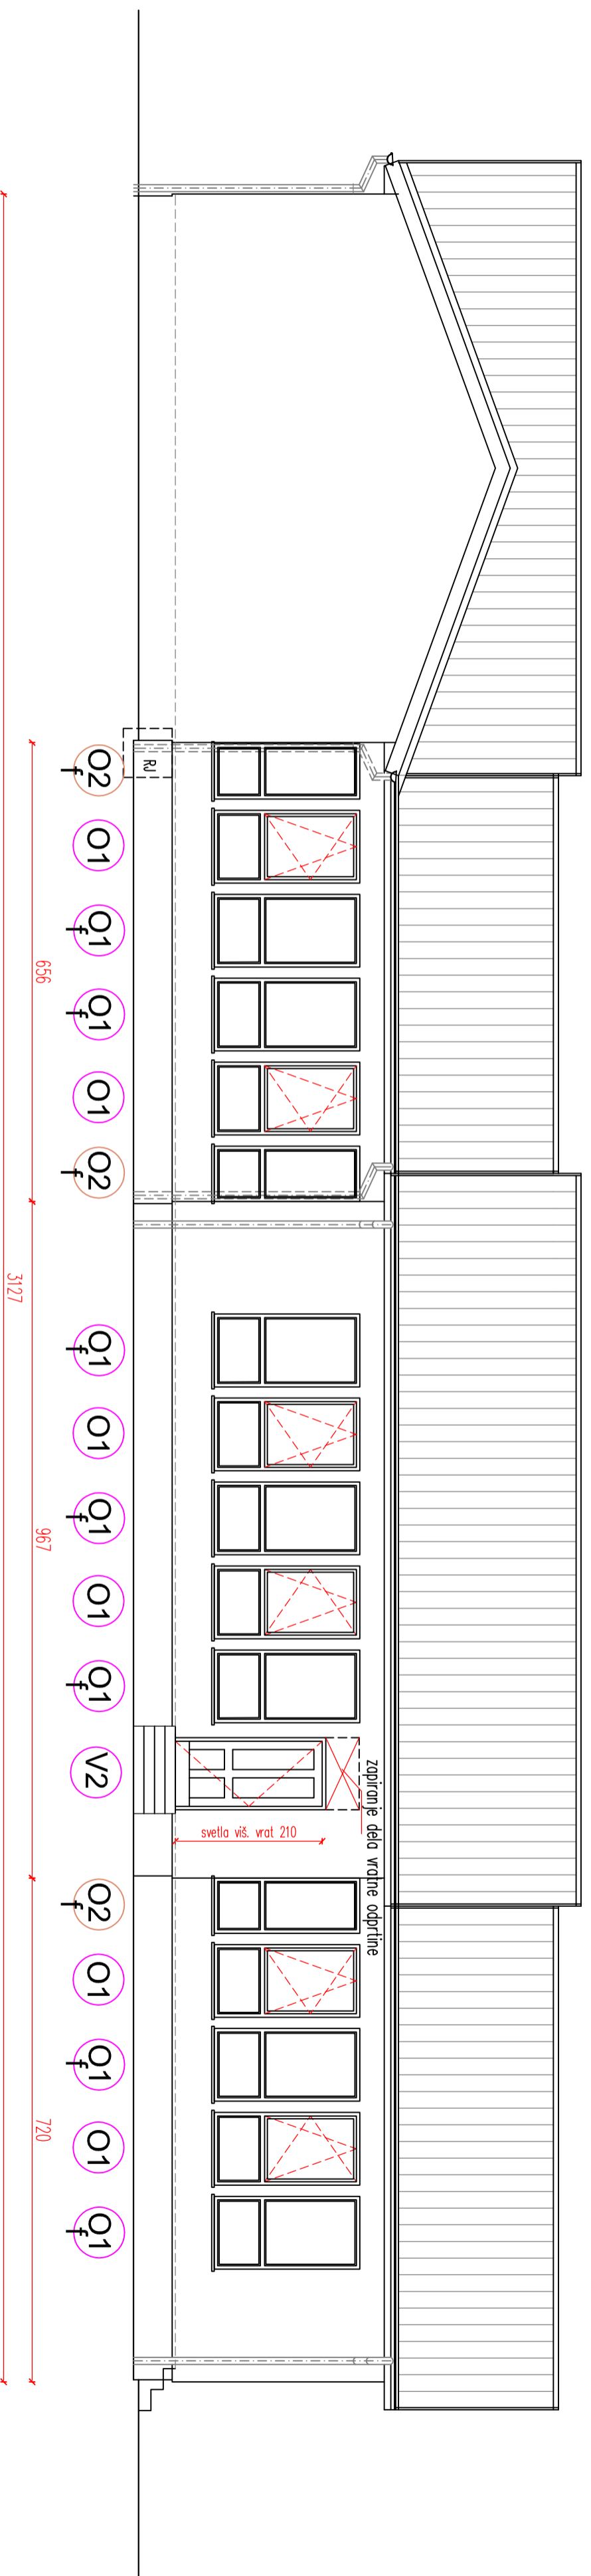 zapiranje dela vratne odprtine
svetla viš. vrat 210
RJ
O2 f
O1
O1 f
O1 f
O1
O2 f
O1 f
O1
O1 f
O1
O1 f
V2
O2 f
O1
O1 f
O1
O1 f
656
967
720
3127